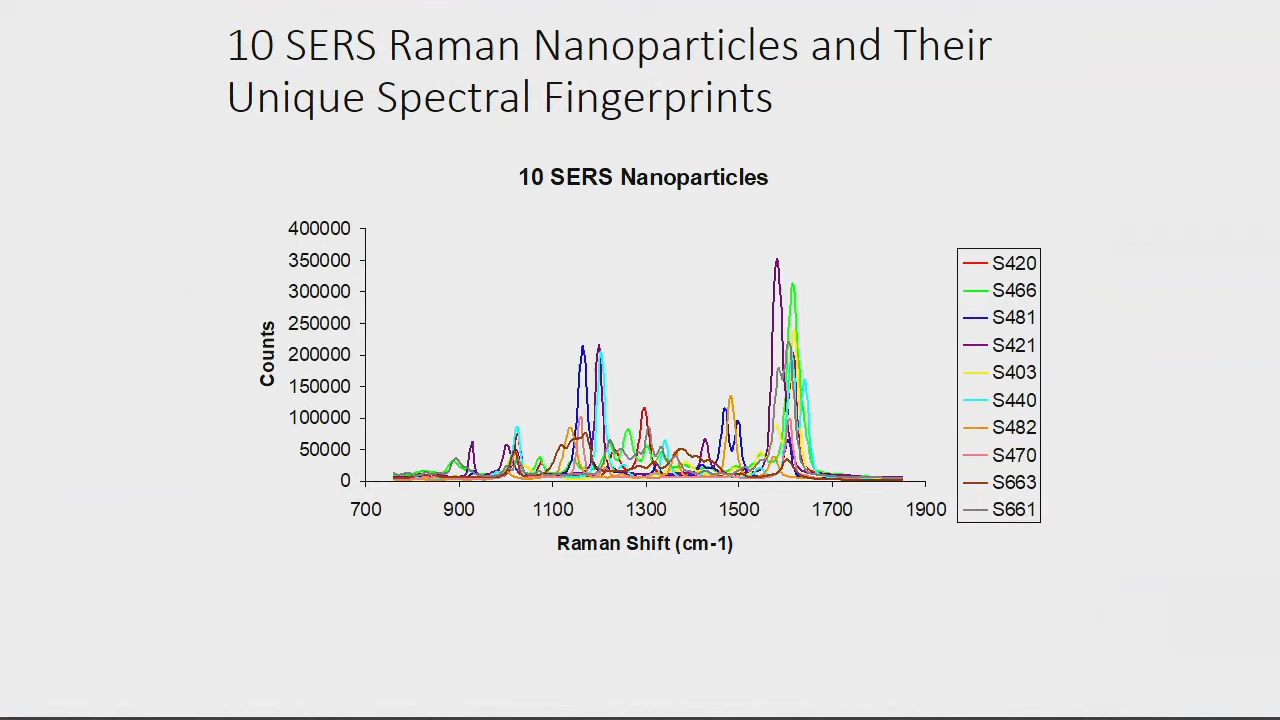 10 SERS Raman Nanoparticles and Their
Unique Spectral Fingerprints
10 SERS Nanoparticles
400000
350000
300000
250000
200000
150000
100000
50000
0
Counts
700 900 1100 1300 1500 1700 1900
Raman Shift (cm-1)
S420
S466
S481
S421
S403
S440
S482
S470
S663
S661